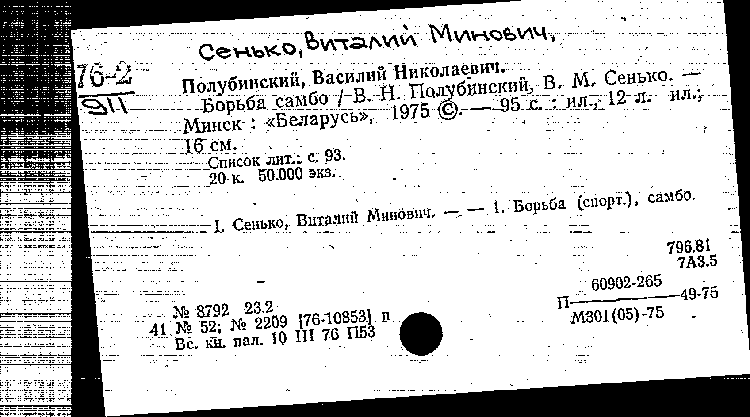 Сенько, Виталий Минович,
76-2
911
Полубинский, Василий Николаевич.
Борьба самбо / В. Н. Полубинский, В. М. Сенько. —
Минск : «Беларусь», 1975 ©. — 95 с. : ил., 12 л. ил.;
16 см.
Список лит.: с. 93.
20 к. 50.000 экз.
I. Сенько, Виталий Минович. — — 1. Борьба (спорт.), самбо.
796.81
7А3.5
60902-265
П 49-75
М301(05)-75
№ 8792 23.2
41 № 52; № 2209 [76-10853] п
Вс. кн. пал. 10 III 76 П53